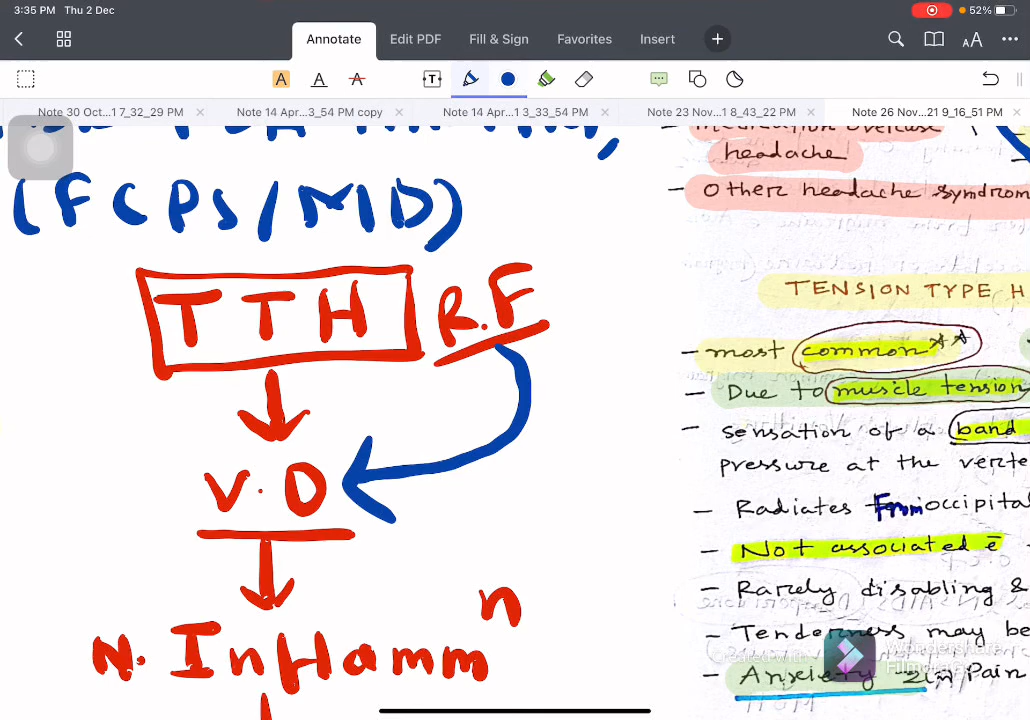 3:35 PM Thu 2 Dec
52%
Annotate Edit PDF Fill & Sign Favorites Insert
Note 30 Oct...1 7_32_29 PM
Note 14 Apr...3_54 PM copy
Note 14 Apr...1 3_33_54 PM
Note 23 Nov...1 8_43_22 PM
Note 26 Nov...21 9_16_51 PM
(FCPS/MD)
TTH R.F
V.D
N. Inflammⁿ
headache
- Other headache syndrom
TENSION TYPE H
- most common **
- Due to muscle tension
- sensation of a band
pressure at the verte
- Radiates From occipital
- Not associated c̄
- Rarely disabling &
- Tenderness may be
- Anxiety Pain
Created with
Wondershare
Filmora